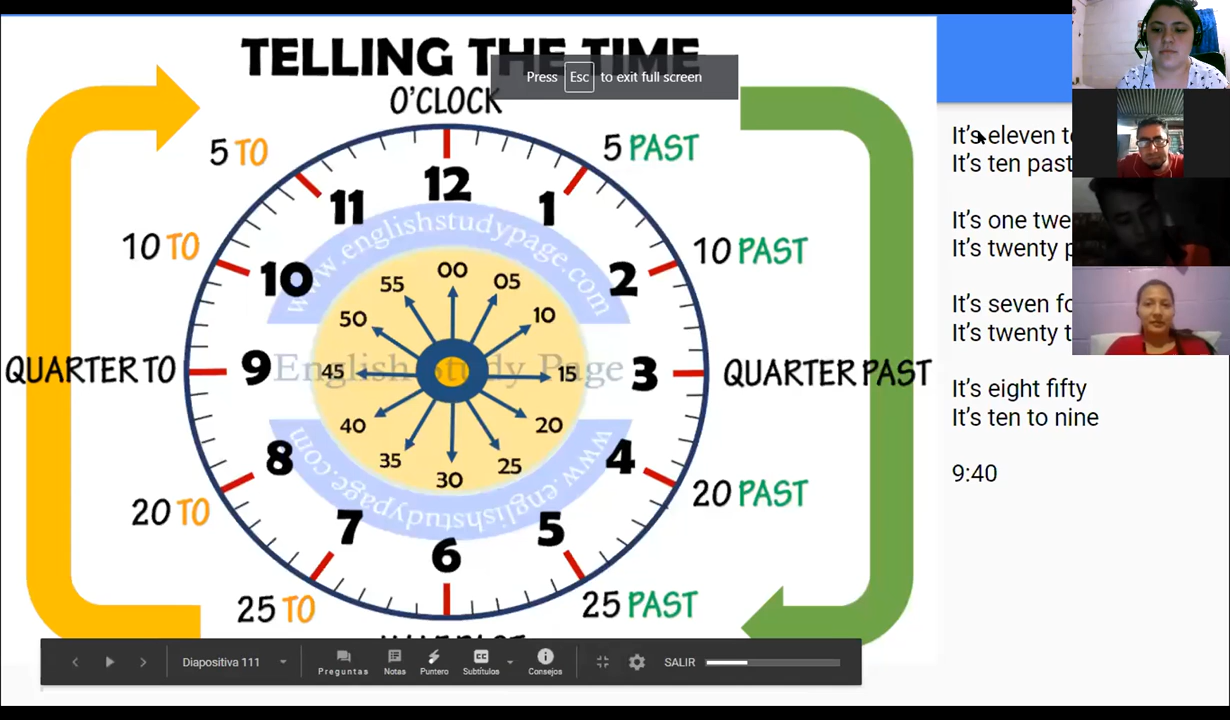 TELLING THE TIME
Press Esc to exit full screen
O'CLOCK
5 TO
5 PAST
10 TO
10 PAST
QUARTER TO
QUARTER PAST
20 TO
20 PAST
25 TO
25 PAST
12
1
2
3
4
5
6
7
8
9
10
11
00
05
10
15
20
25
30
35
40
45
50
55
www.englishstudypage.com
English Study Page
www.englishstudypage.com
It's eleven
It's ten past
It's one
It's twenty
It's seven
It's twenty
It's eight fifty
It's ten to nine
9:40
Diapositiva 111
Preguntas
Notas
Puntero
Subtítulos
Consejos
SALIR